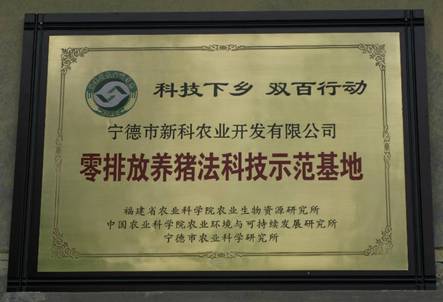 科技下乡 双百行动
宁德市新科农业开发有限公司
零排放养猪法科技示范基地
福建省农业科学院农业生物资源研究所
中国农业科学院农业环境与可持续发展研究所
宁德市农业科学研究所